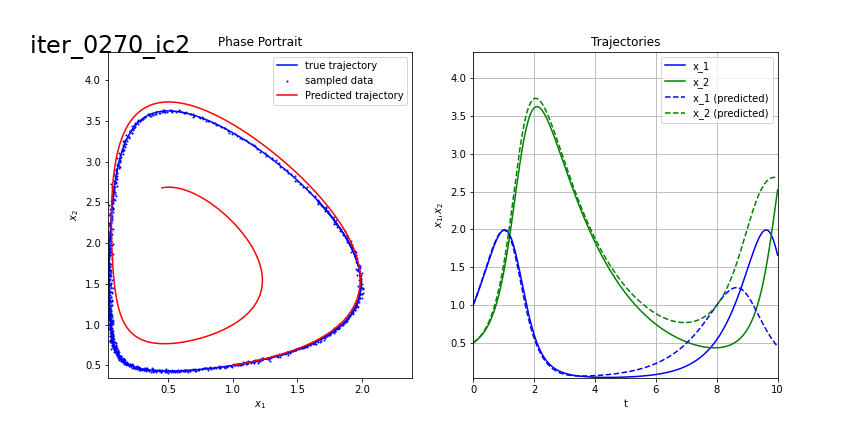 iter_0270_ic2
Phase Portrait
true trajectory
sampled data
Predicted trajectory
4.0
3.5
3.0
2.5
2.0
1.5
1.0
0.5
x₂
0.5
1.0
1.5
2.0
x₁
Trajectories
x_1
x_2
x_1 (predicted)
x_2 (predicted)
4.0
3.5
3.0
2.5
2.0
1.5
1.0
0.5
x₁,x₂
0
2
4
6
8
10
t